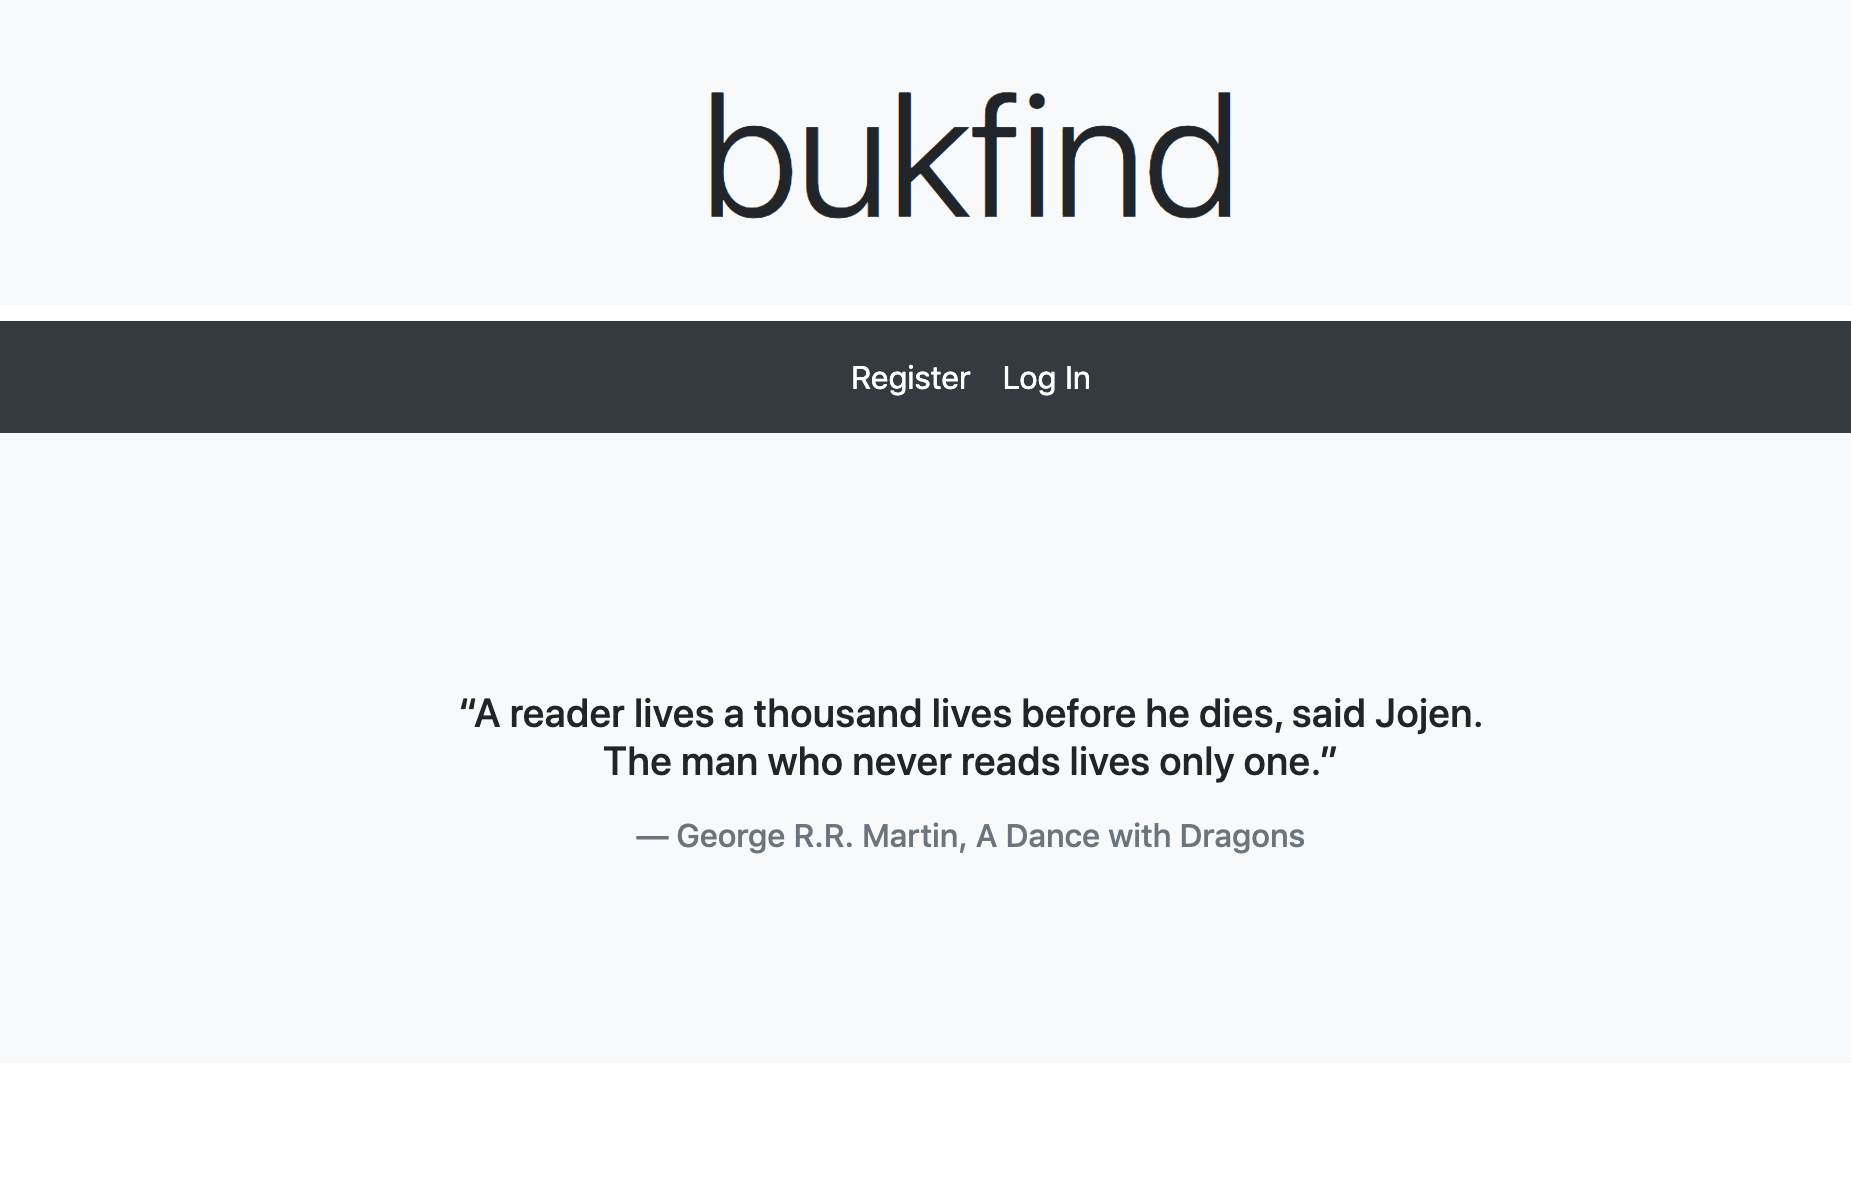 bukfind
Register Log In
“A reader lives a thousand lives before he dies, said Jojen.
The man who never reads lives only one.”
— George R.R. Martin, A Dance with Dragons